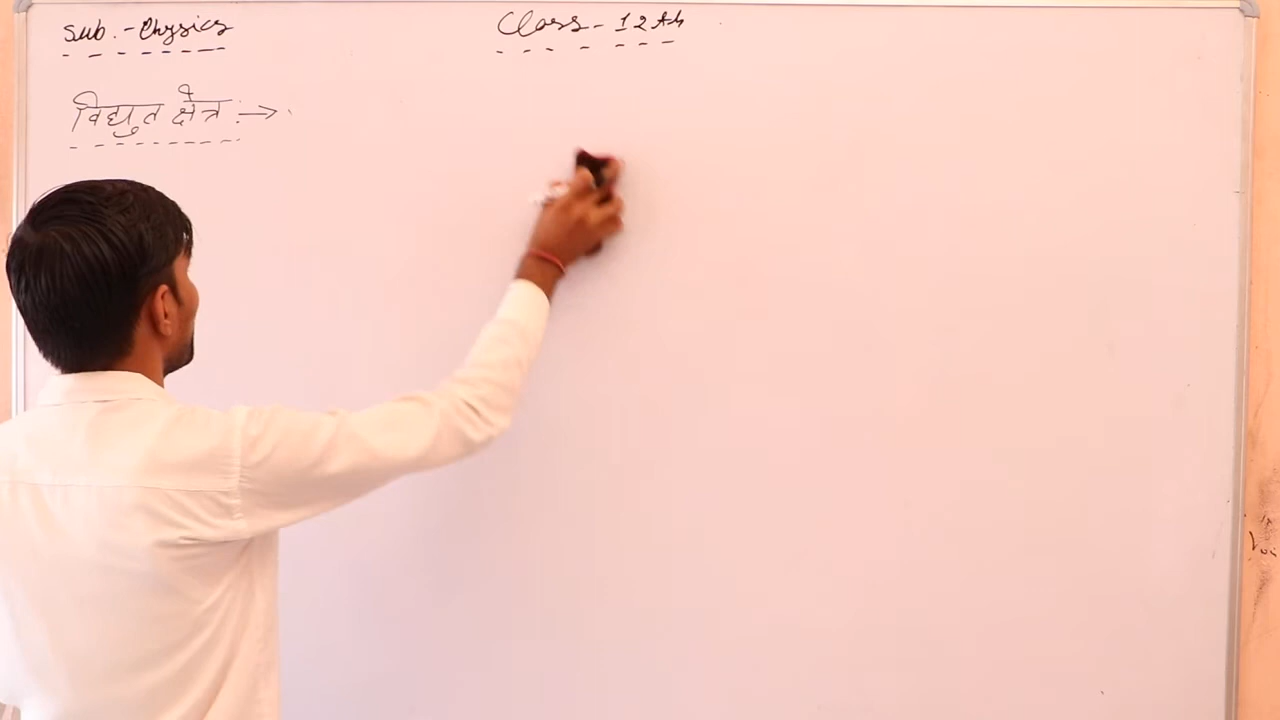 Sub.- Physics
Class - 12th
विद्युत क्षेत्र :→